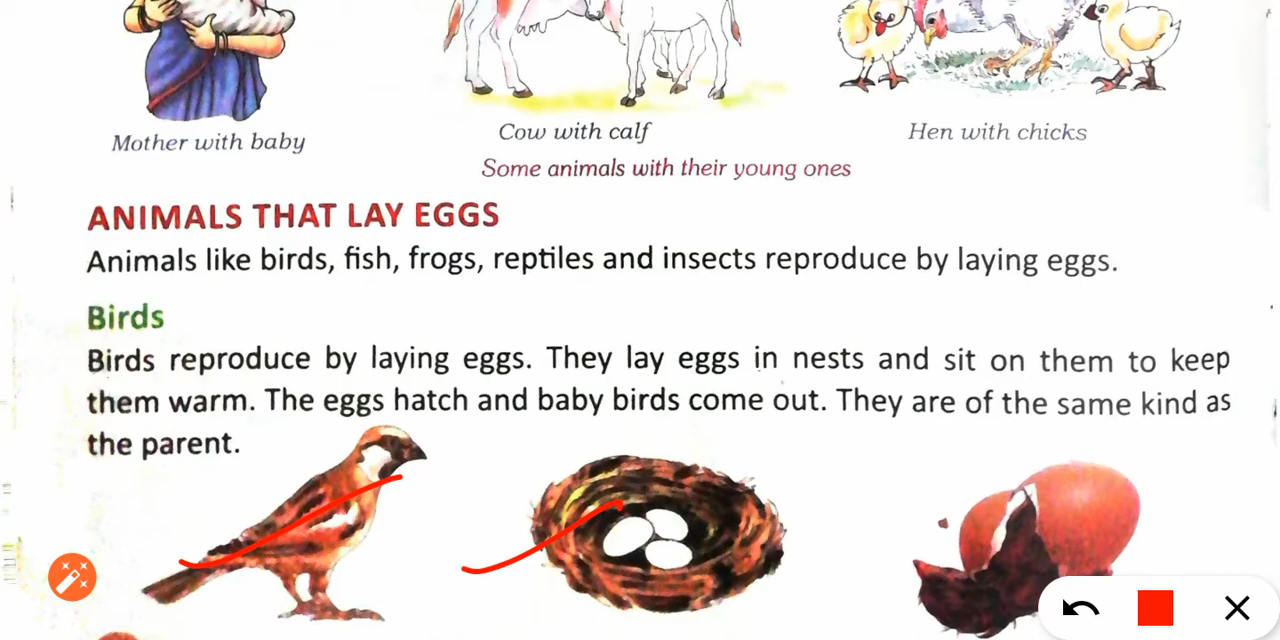 Mother with baby
Cow with calf
Hen with chicks
Some animals with their young ones
ANIMALS THAT LAY EGGS
Animals like birds, fish, frogs, reptiles and insects reproduce by laying eggs.
Birds
Birds reproduce by laying eggs. They lay eggs in nests and sit on them to keep
them warm. The eggs hatch and baby birds come out. They are of the same kind as
the parent.